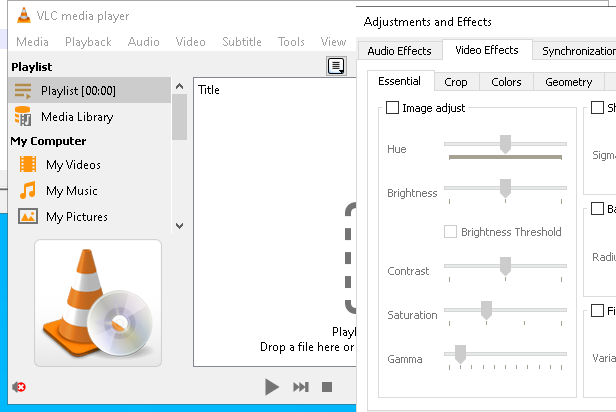 VLC media player
Media Playback Audio Video Subtitle Tools View
Playlist
Playlist [00:00]
Media Library
My Computer
My Videos
My Music
My Pictures
Title
Playl
Drop a file here or
Adjustments and Effects
Audio Effects Video Effects Synchronization
Essential Crop Colors Geometry
Image adjust
Hue
Brightness
Brightness Threshold
Contrast
Saturation
Gamma
Sh
Sigma
Ba
Radiu
Fi
Varia